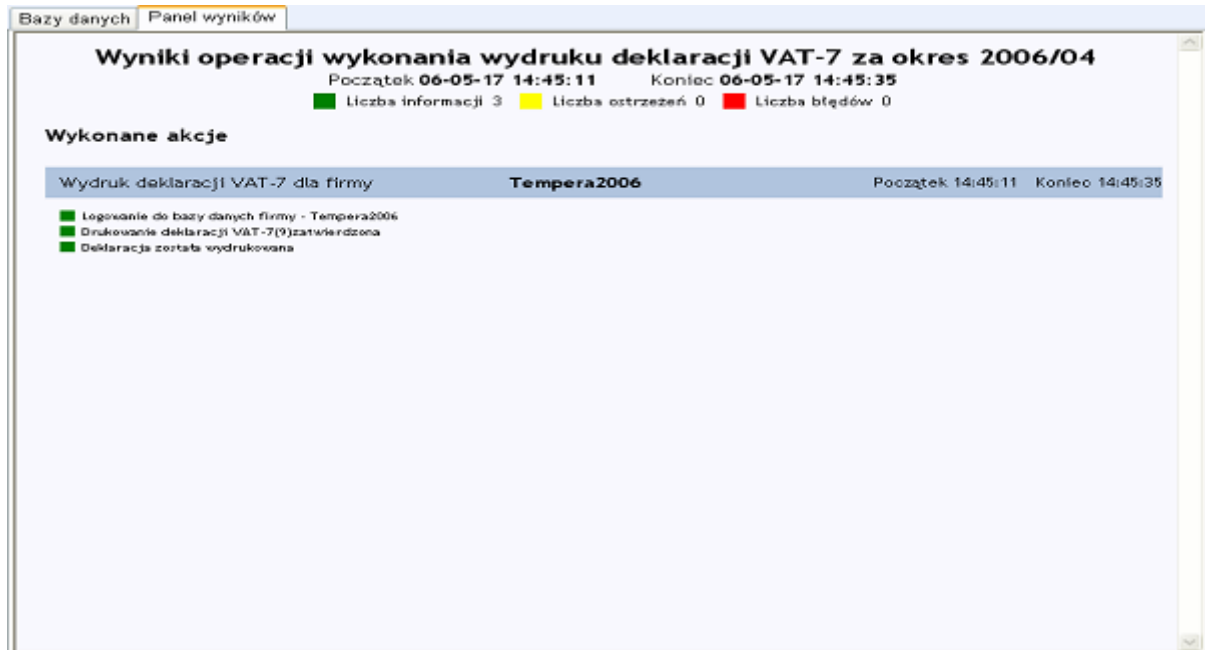 Bazy danych Panel wyników
Wyniki operacji wykonania wydruku deklaracji VAT-7 za okres 2006/04
Początek 06-05-17 14:45:11 Koniec 06-05-17 14:45:35
Liczba informacji 3 Liczba ostrzeżeń 0 Liczba błędów 0
Wykonane akcje
Wydruk deklaracji VAT-7 dla firmy Tempera2006 Początek 14:45:11 Koniec 14:45:35
Logowanie do bazy danych firmy - Tempera2006
Drukowanie deklaracji VAT-7(9)zatwierdzona
Deklaracja została wydrukowana